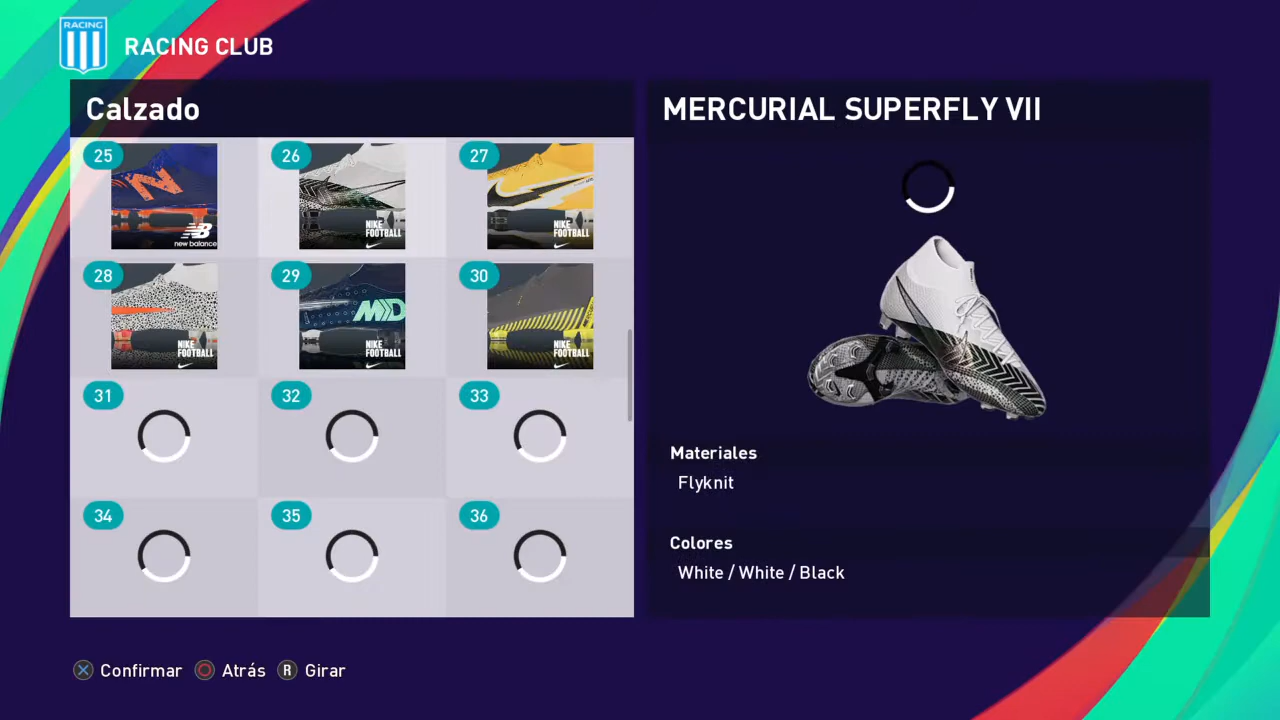 RACING
RACING CLUB
Calzado
MERCURIAL SUPERFLY VII
25
26
27
N
new balance
NIKE
FOOTBALL
NIKE
FOOTBALL
28
29
30
MD
NIKE
FOOTBALL
NIKE
FOOTBALL
NIKE
FOOTBALL
31
32
33
34
35
36
Materiales
Flyknit
Colores
White / White / Black
Confirmar
Atrás
R Girar